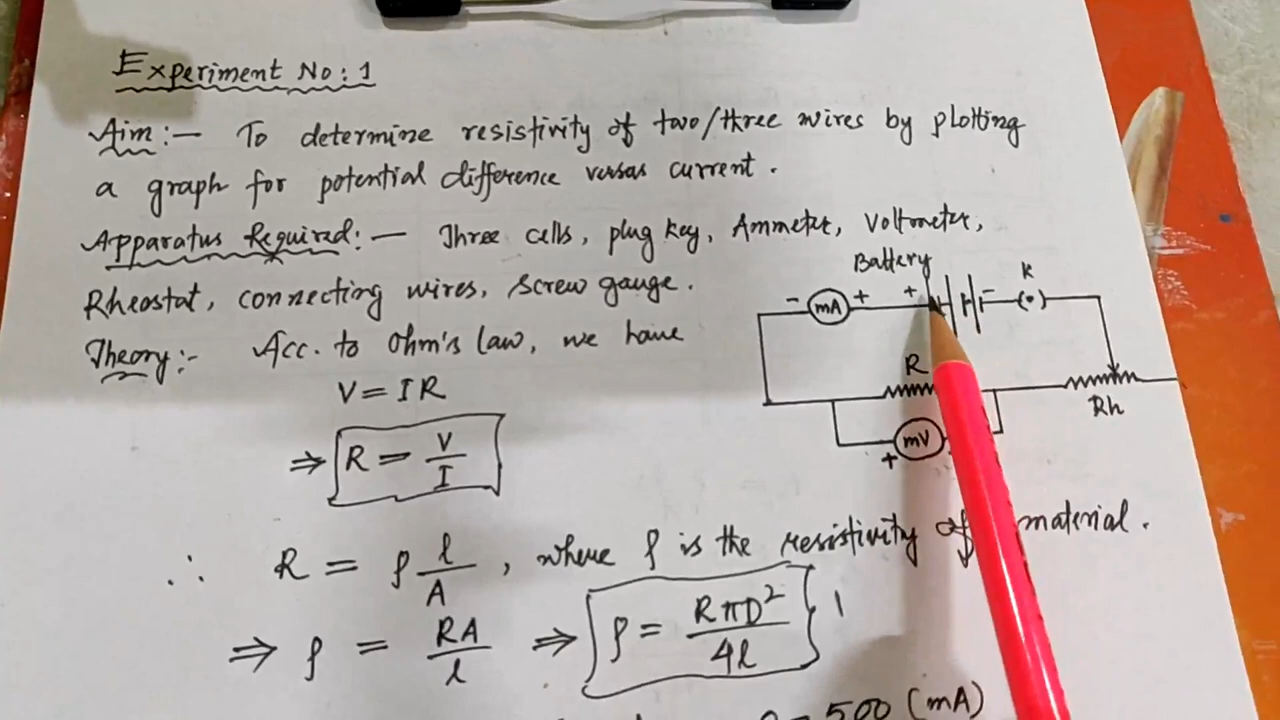 Experiment No: 1
Aim:- To determine resistivity of two/three wires by plotting
a graph for potential difference versus current.
Apparatus Required:- Three cells, plug key, Ammeter, Voltmeter,
Rheostat, connecting wires, Screw gauge.
Battery
K
- mA + + -
Theory:- Acc. to Ohm's law, we have
V = IR
R
Rh
⇒ R = V/I
+ mV
∴ R = ρ l/A, where ρ is the resistivity of material.
⇒ ρ = RA/l ⇒ ρ = RπD²/4l
500 (mA)